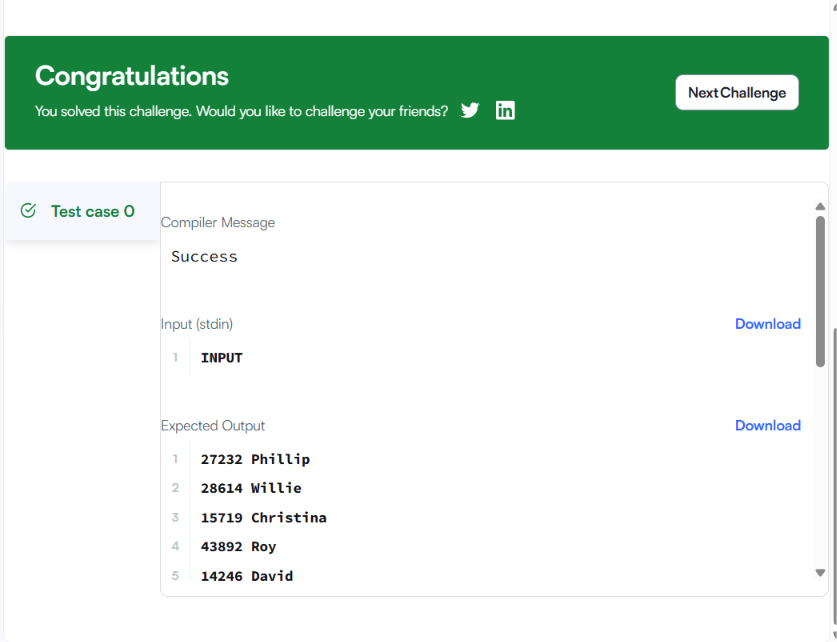 Congratulations
You solved this challenge. Would you like to challenge your friends?
Next Challenge
Test case 0
Compiler Message
Success
Input (stdin)
Download
1 INPUT
Expected Output
Download
1 27232 Phillip
2 28614 Willie
3 15719 Christina
4 43892 Roy
5 14246 David